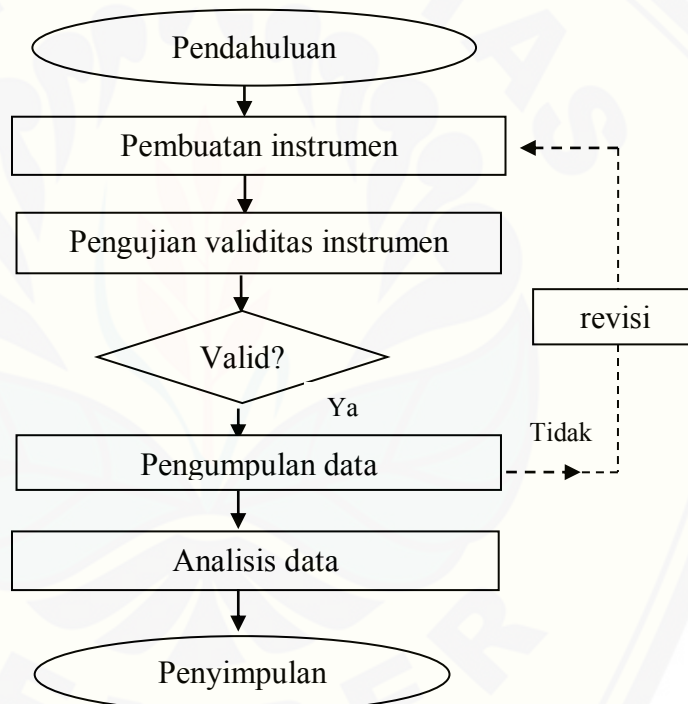 Pendahuluan
Pembuatan instrumen
Pengujian validitas instrumen
revisi
Valid?
Ya
Tidak
Pengumpulan data
Analisis data
Penyimpulan